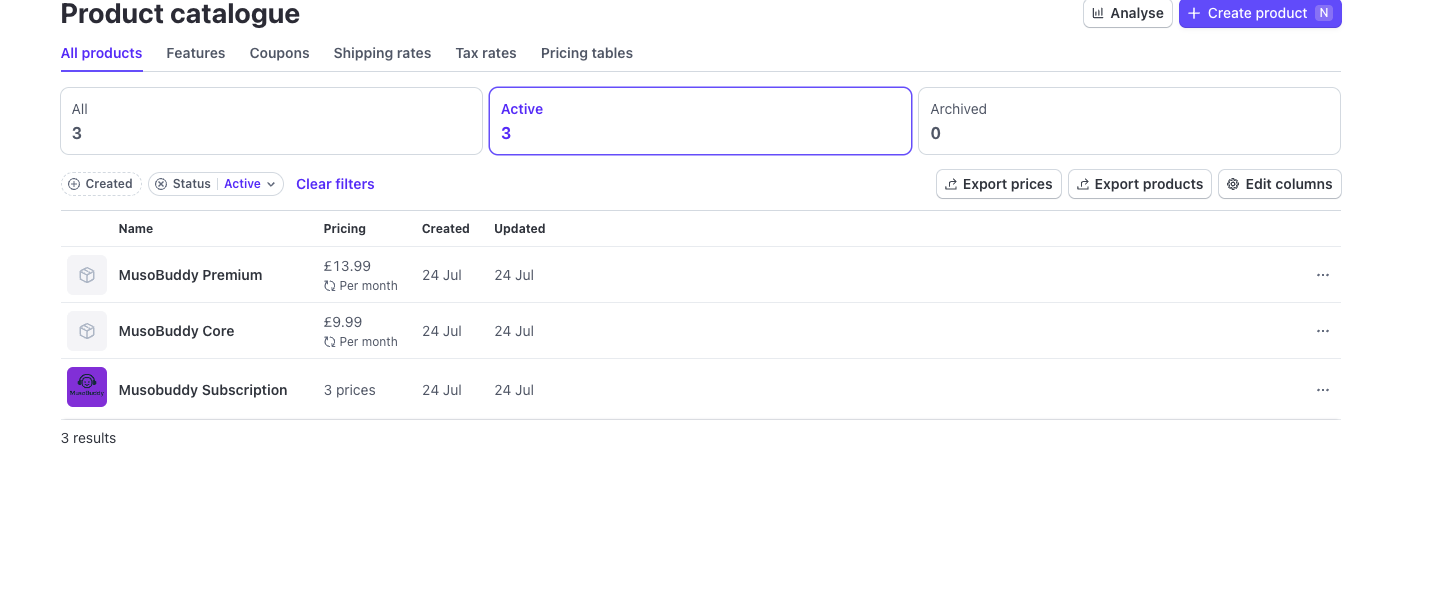 Product catalogue
Analyse
Create product N
All products Features Coupons Shipping rates Tax rates Pricing tables
All
3
Active
3
Archived
0
Created
Status Active
Clear filters
Export prices
Export products
Edit columns
Name Pricing Created Updated
MusoBuddy Premium £13.99 24 Jul 24 Jul
Per month
MusoBuddy Core £9.99 24 Jul 24 Jul
Per month
MusoBuddy
Musobuddy Subscription 3 prices 24 Jul 24 Jul
3 results